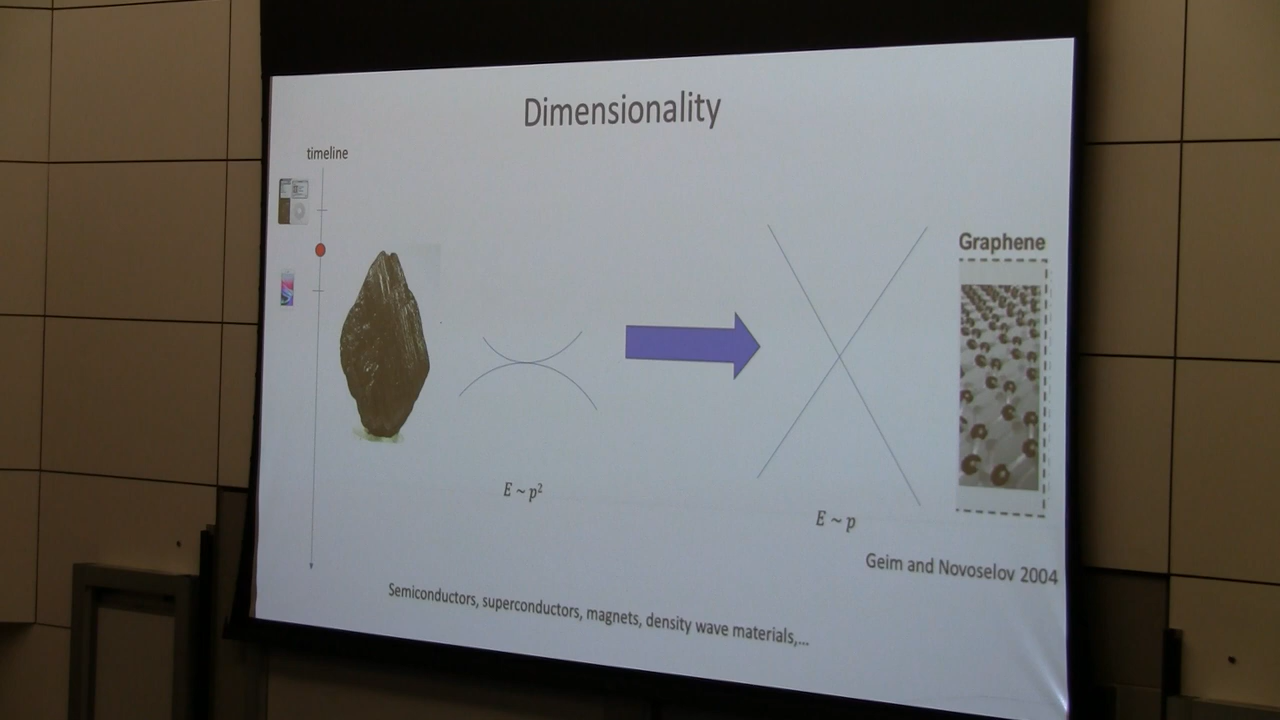 Dimensionality
timeline
Graphene
E ~ p²
E ~ p
Geim and Novoselov 2004
Semiconductors, superconductors, magnets, density wave materials,...